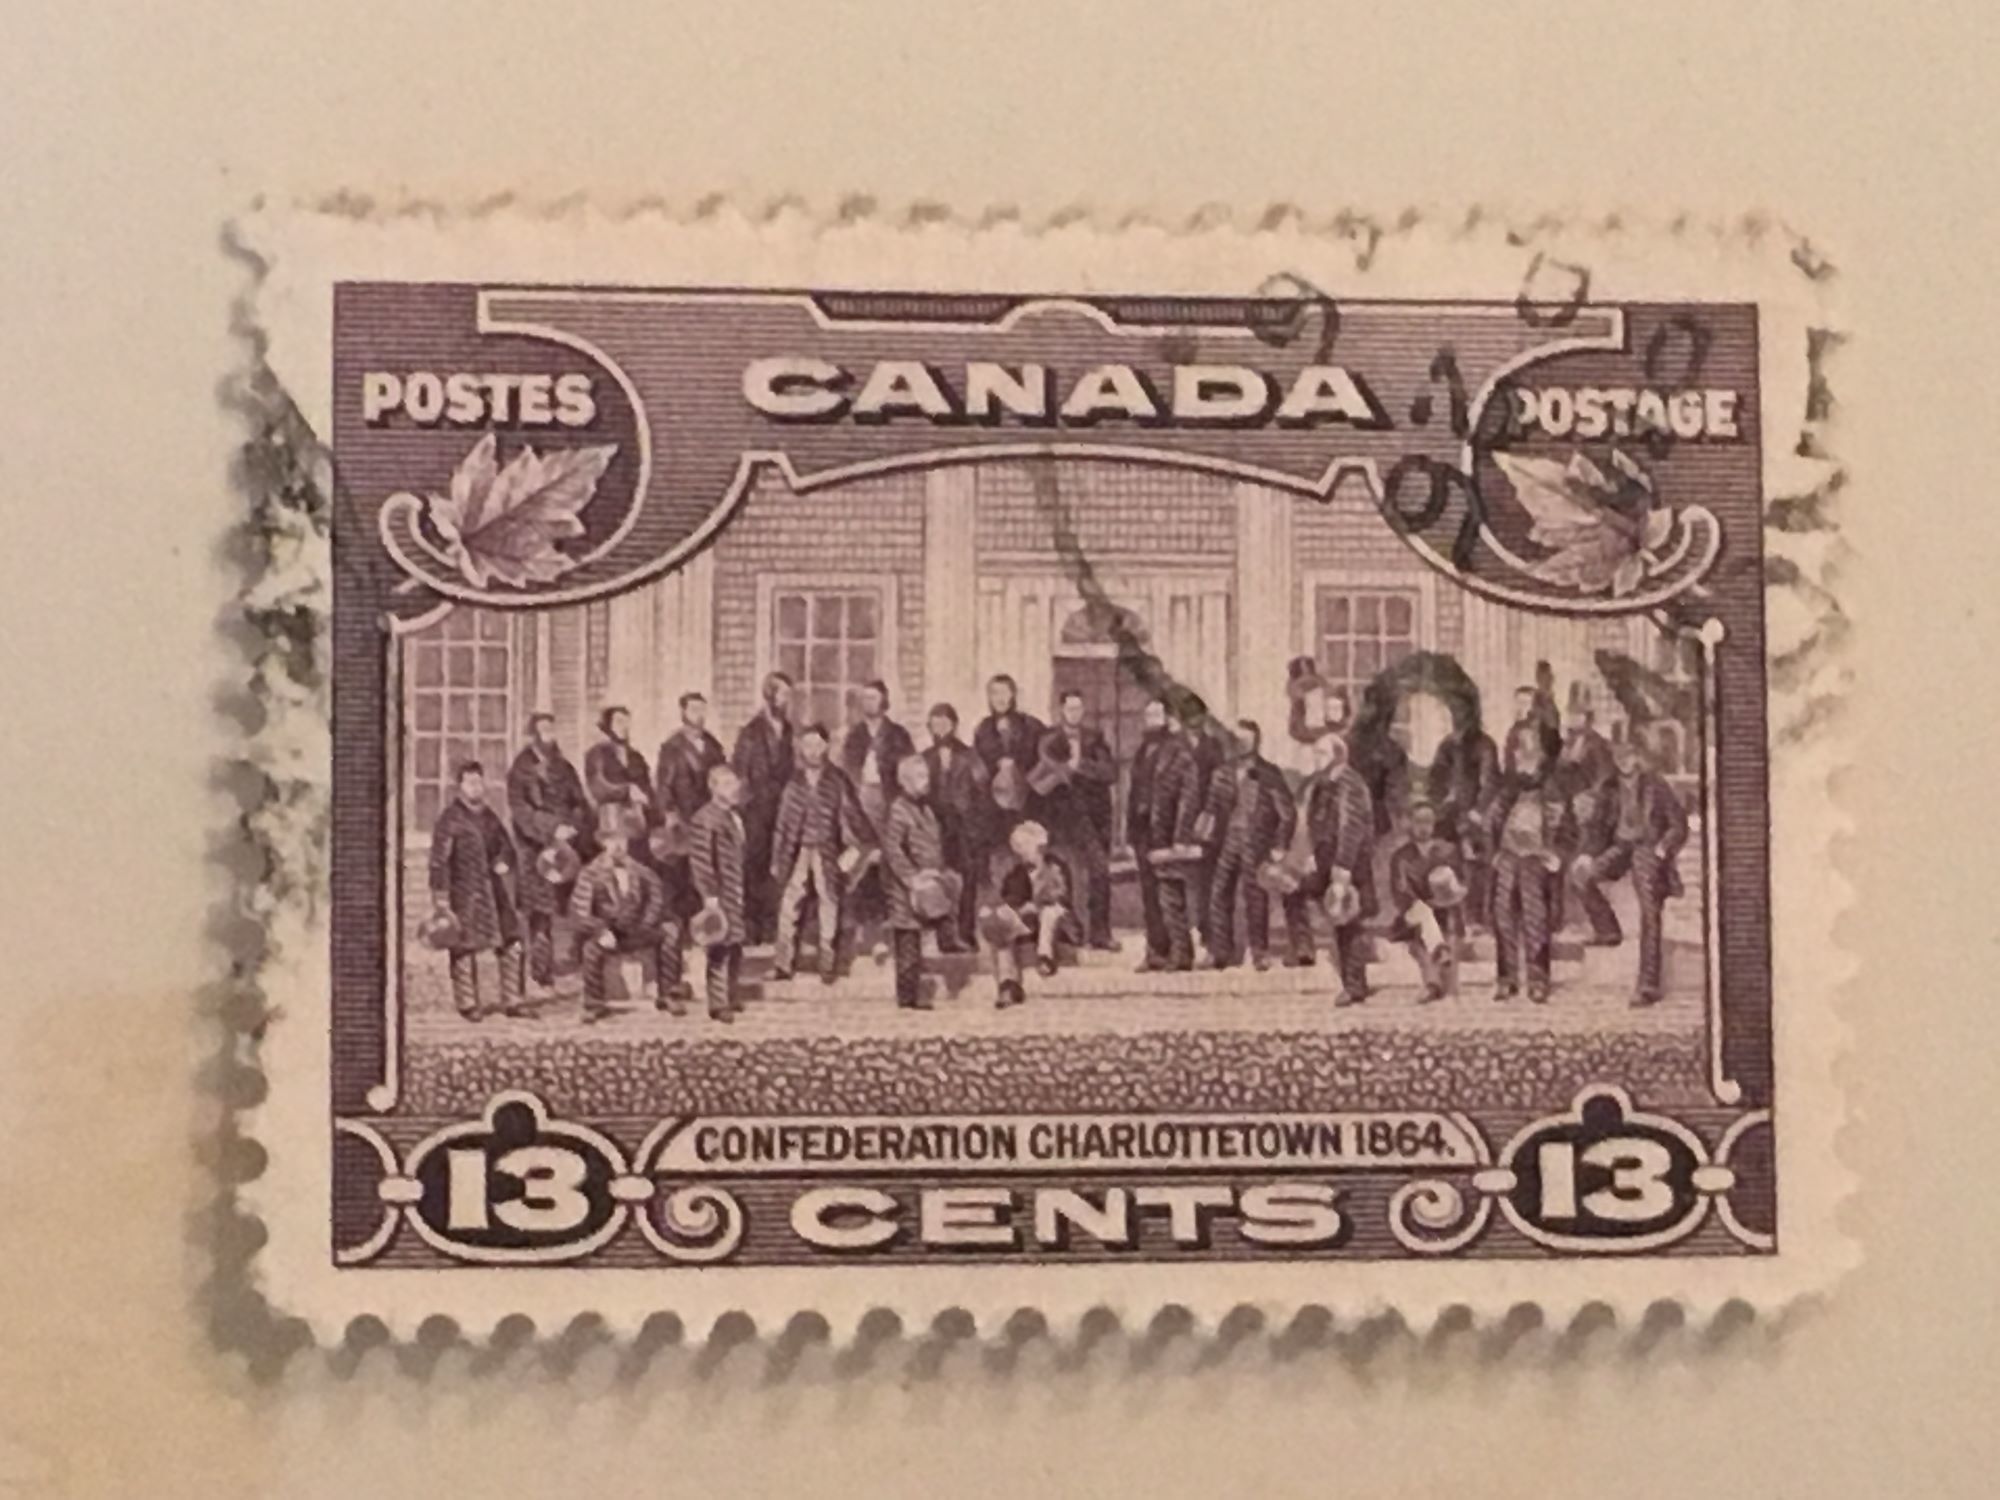 POSTES
CANADA
POSTAGE
CONFEDERATION CHARLOTTETOWN 1864.
13
CENTS
13